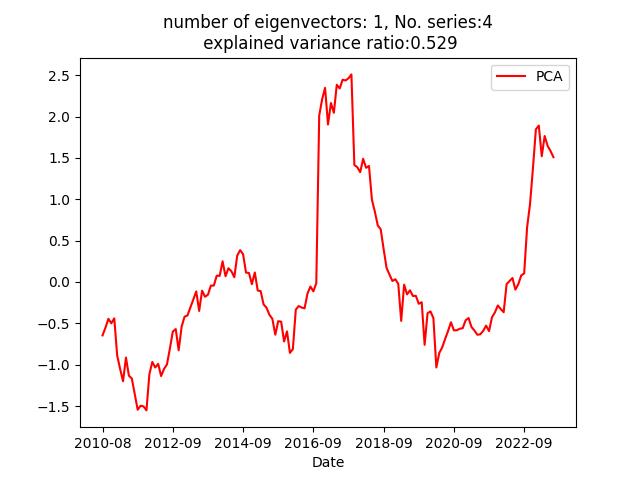 number of eigenvectors: 1, No. series:4
explained variance ratio:0.529
PCA
2.5
2.0
1.5
1.0
0.5
0.0
−0.5
−1.0
−1.5
2010-08 2012-09 2014-09 2016-09 2018-09 2020-09 2022-09
Date